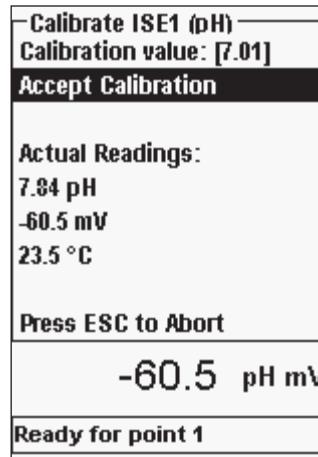 Calibrate ISE1 (pH)
Calibration value: [7.01]
Accept Calibration
Actual Readings:
7.84 pH
-60.5 mV
23.5 °C
Press ESC to Abort
-60.5 pH mV
Ready for point 1